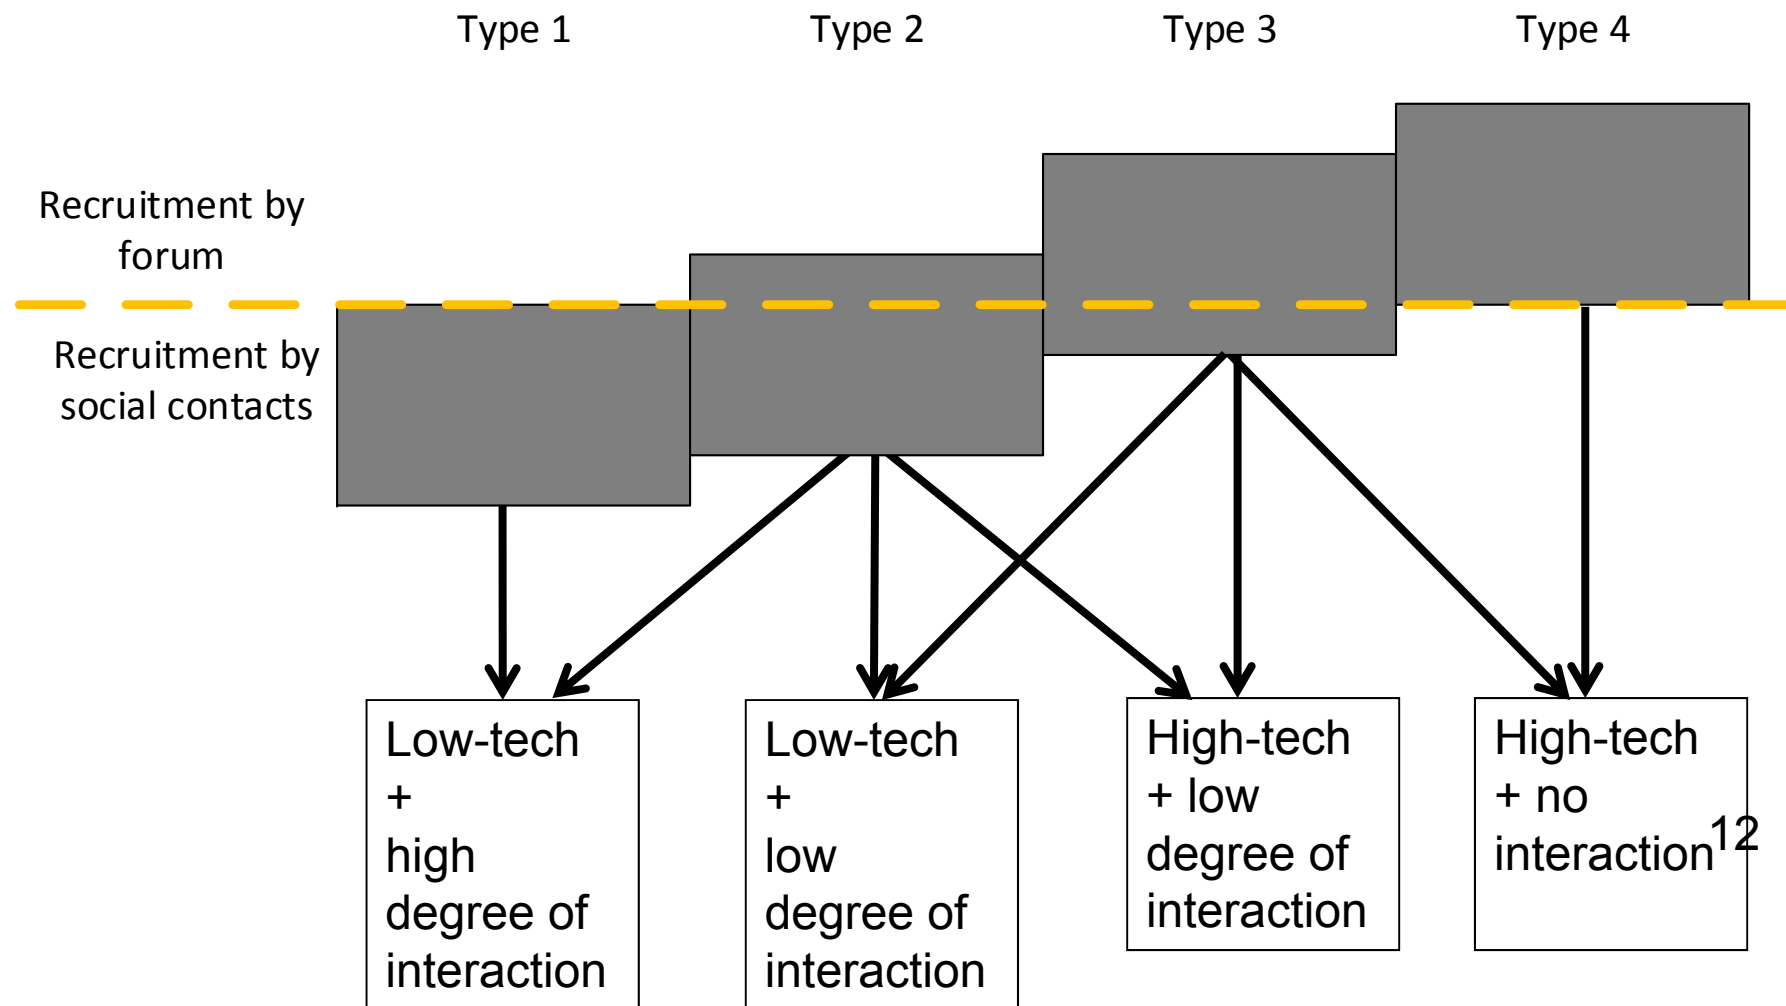 Type 1
Type 2
Type 3
Type 4
Recruitment by
forum
Recruitment by
social contacts
Low-tech
+
high
degree of
interaction
Low-tech
+
low
degree of
interaction
High-tech
+ low
degree of
interaction
High-tech
+ no
interaction
12